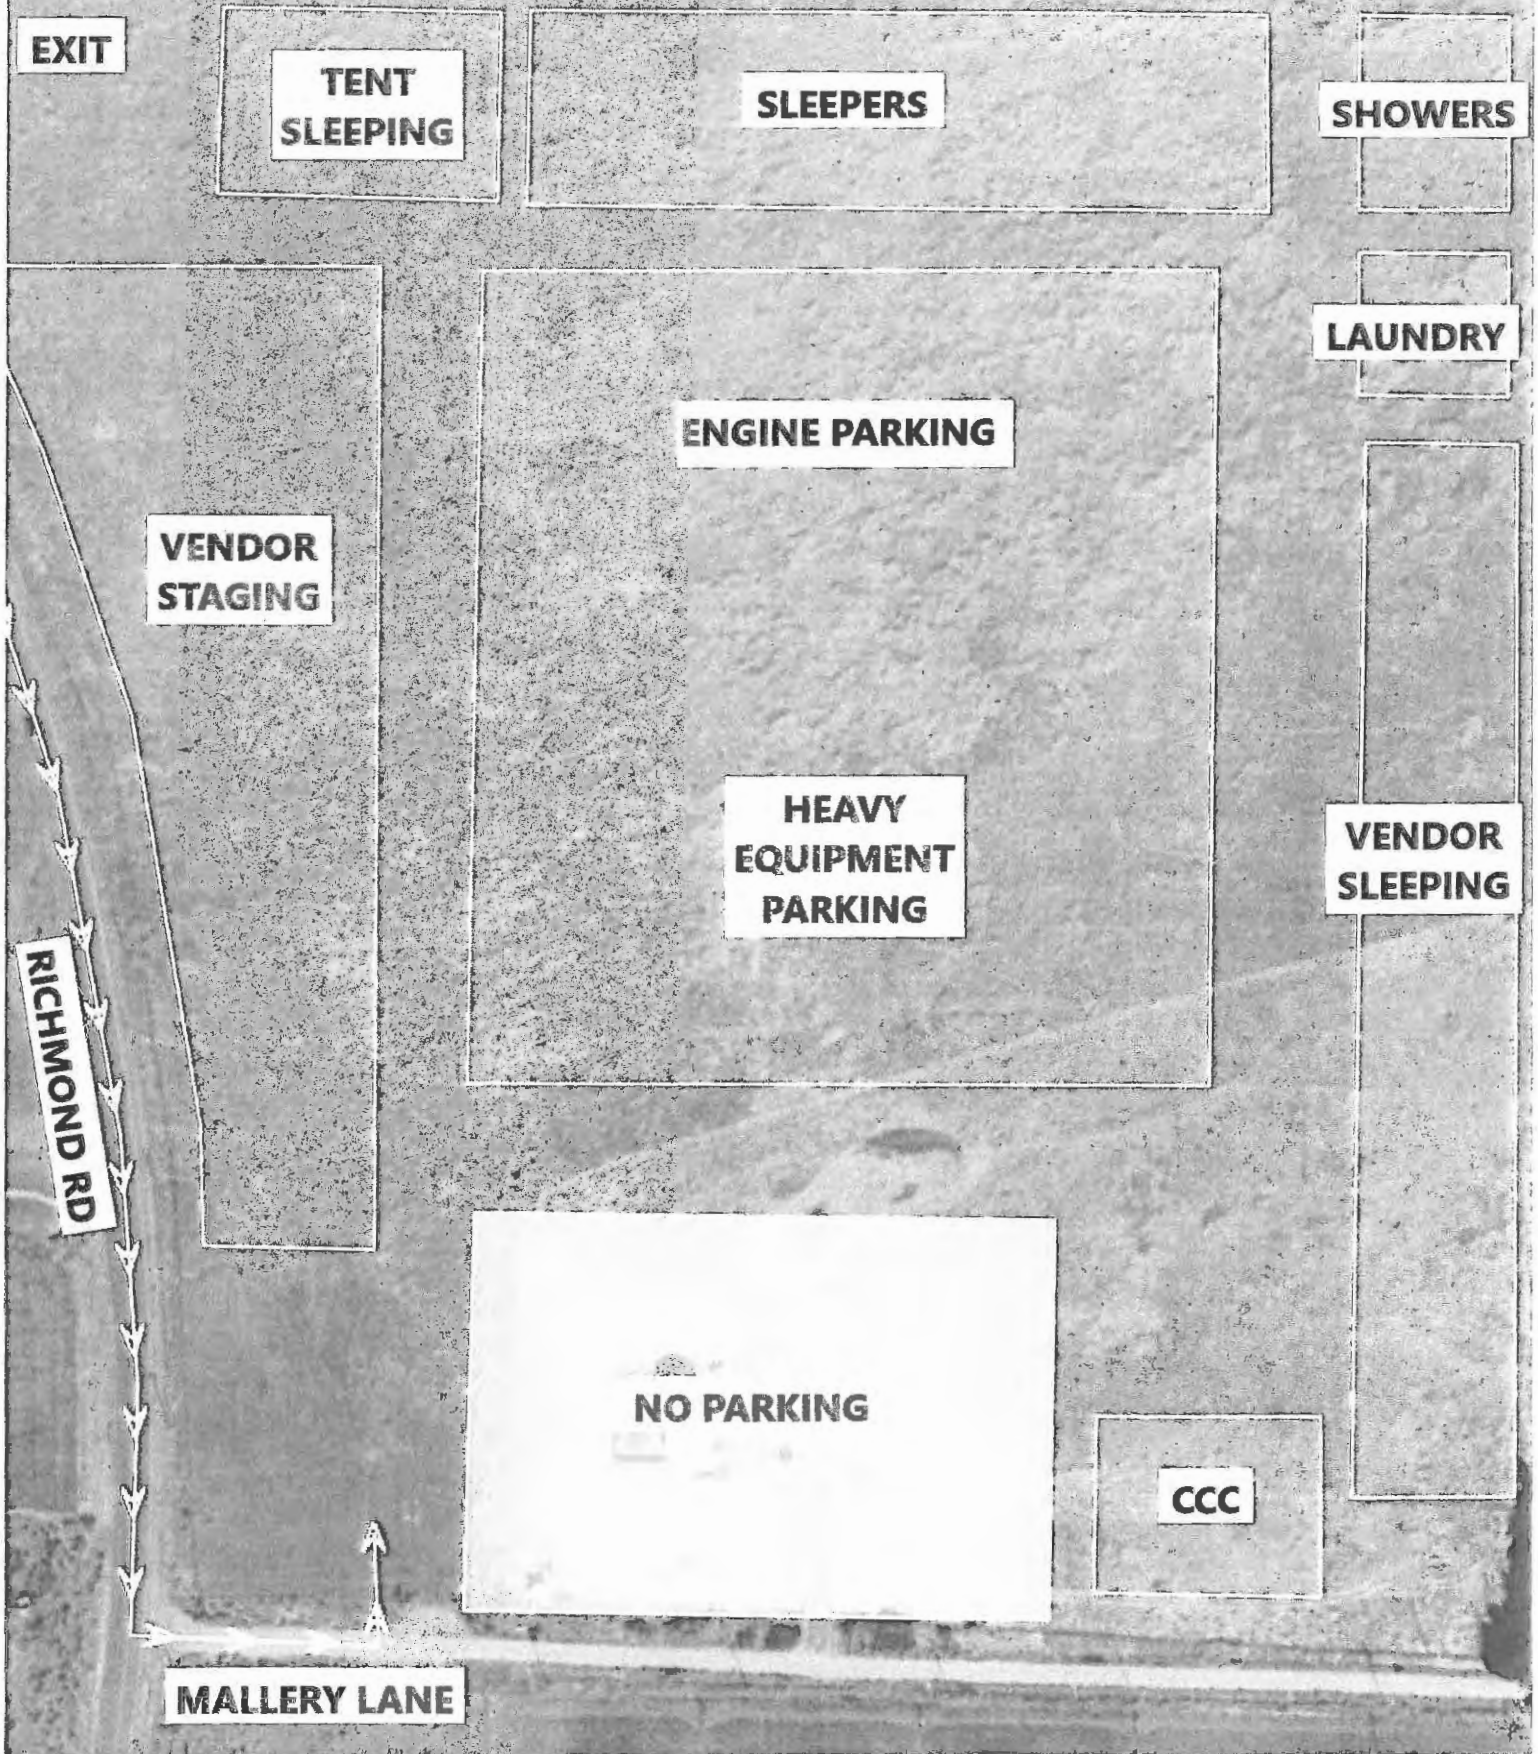 EXIT
TENT
SLEEPING
SLEEPERS
SHOWERS
LAUNDRY
ENGINE PARKING
VENDOR
STAGING
HEAVY
EQUIPMENT
PARKING
VENDOR
SLEEPING
RICHMOND RD
NO PARKING
CCC
MALLERY LANE